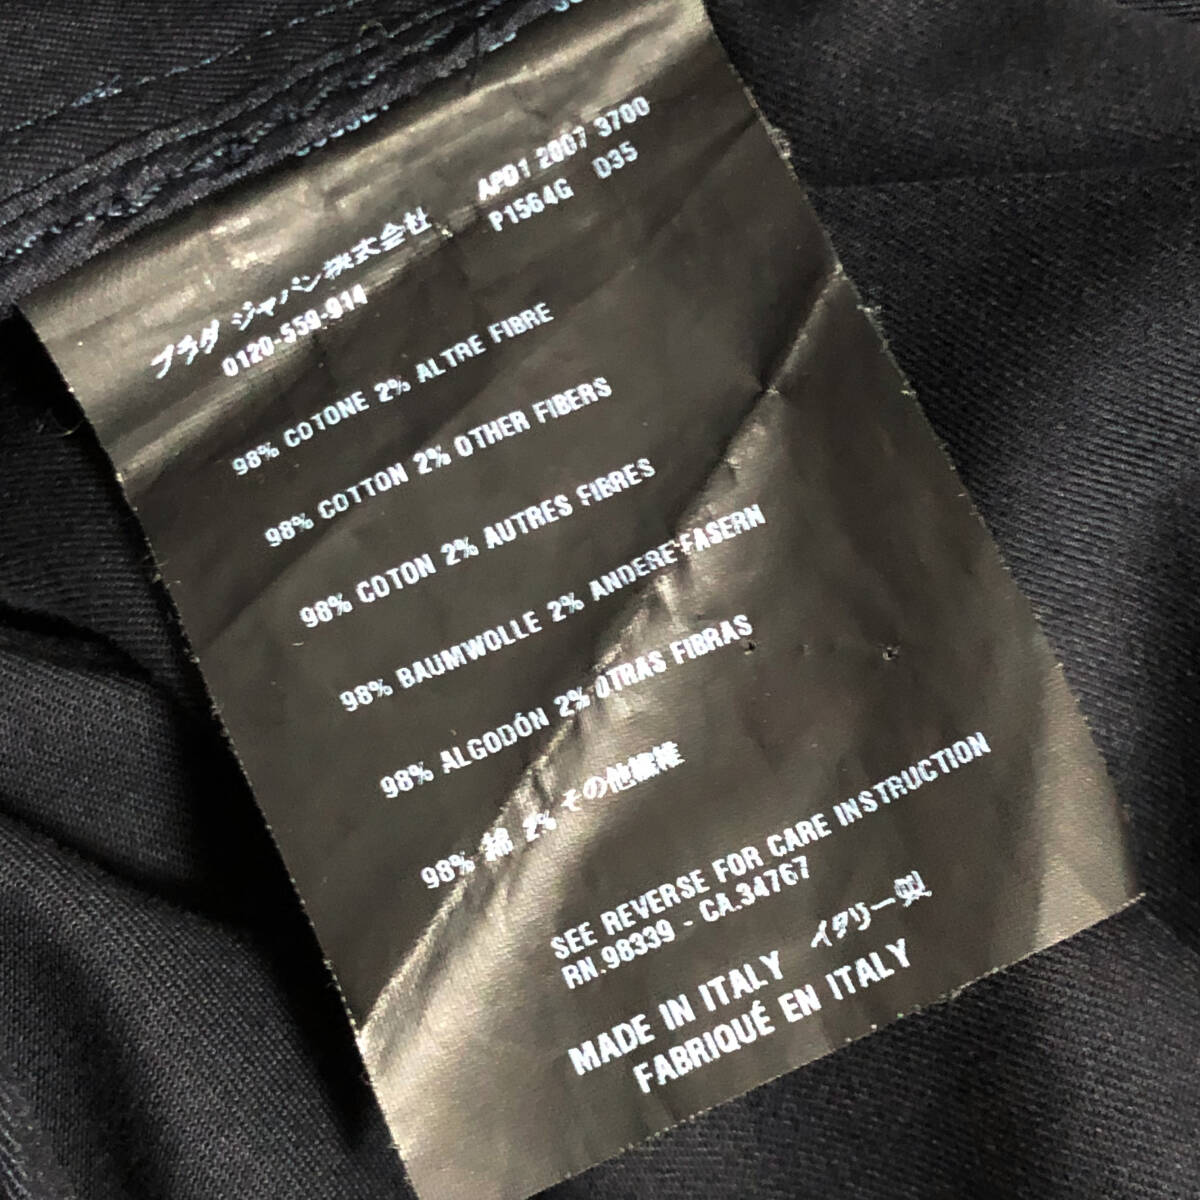 AP01 2007 3700
P1564G D35
プラダ ジャパン株式会社
0120-559-914
98% COTONE 2% ALTRE FIBRE
98% COTTON 2% OTHER FIBERS
98% COTON 2% AUTRES FIBRES
98% BAUMWOLLE 2% ANDERE FASERN
98% ALGODÓN 2% OTRAS FIBRAS
98% 綿 2% その他繊維
SEE REVERSE FOR CARE INSTRUCTION
RN.98339 - CA.34767
MADE IN ITALY イタリー製
FABRIQUÉ EN ITALY